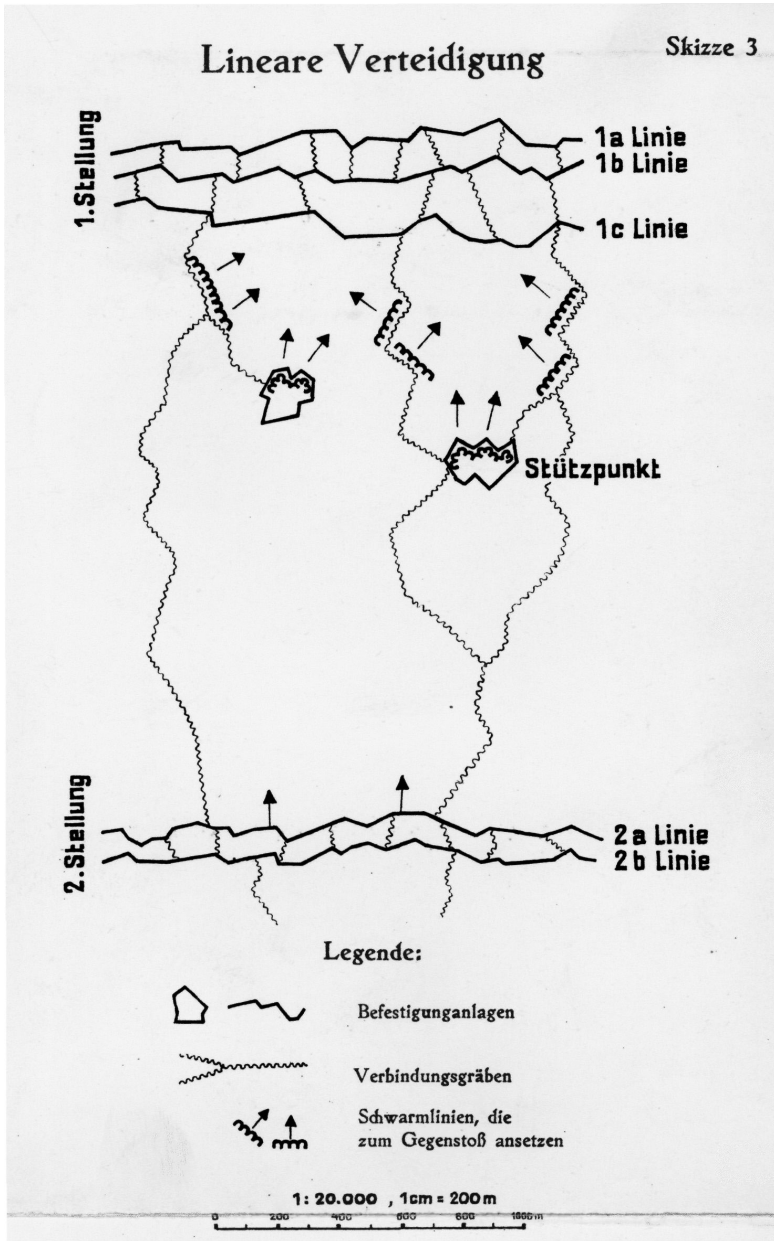 Skizze 3
Lineare Verteidigung
1.Stellung
1a Linie
1b Linie
1c Linie
Stützpunkt
2.Stellung
2a Linie
2b Linie
Legende:
Befestigunganlagen
Verbindungsgräben
Schwarmlinien, die
zum Gegenstoß ansetzen
1:20.000 , 1cm = 200m
0 200 400 600 800 1000m